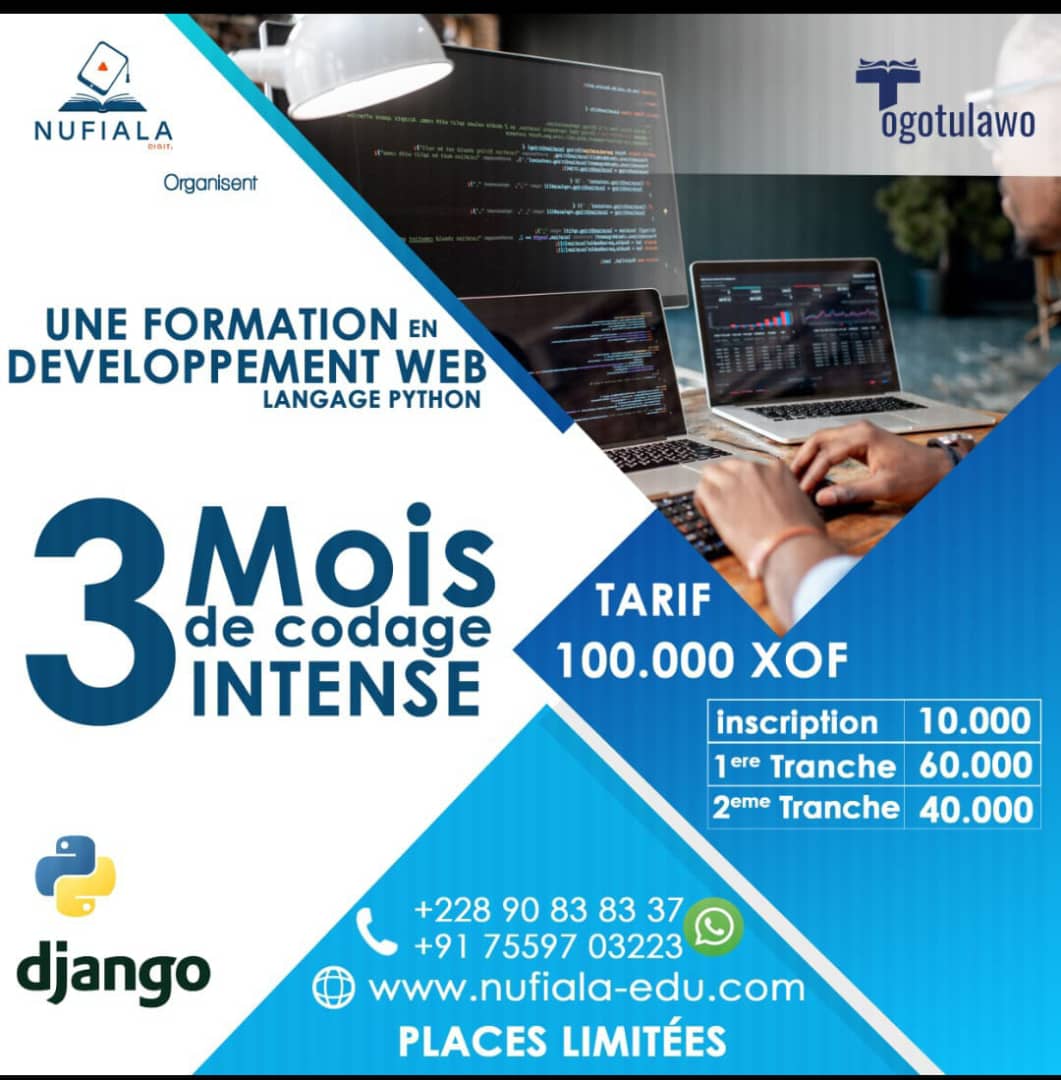 NUFIALA
DIGIT.
Togotulawo
Organisent
UNE FORMATION EN
DEVELOPPEMENT WEB
LANGAGE PYTHON
3 Mois
de codage
INTENSE
TARIF
100.000 XOF
inscription 10.000
1ere Tranche 60.000
2eme Tranche 40.000
django
+228 90 83 83 37
+91 75597 03223
www.nufiala-edu.com
PLACES LIMITÉES